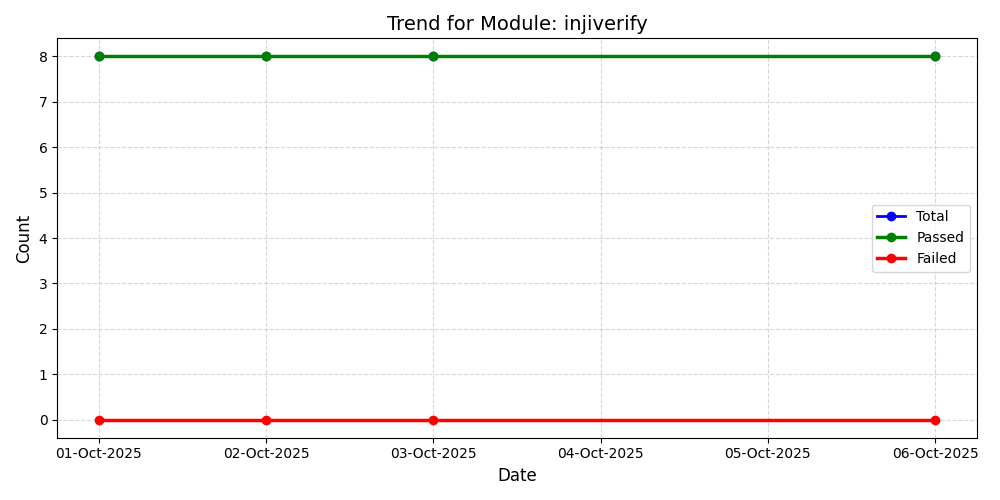 Trend for Module: injiverify
Count
8
7
6
5
4
3
2
1
0
Total
Passed
Failed
01-Oct-2025 02-Oct-2025 03-Oct-2025 04-Oct-2025 05-Oct-2025 06-Oct-2025
Date